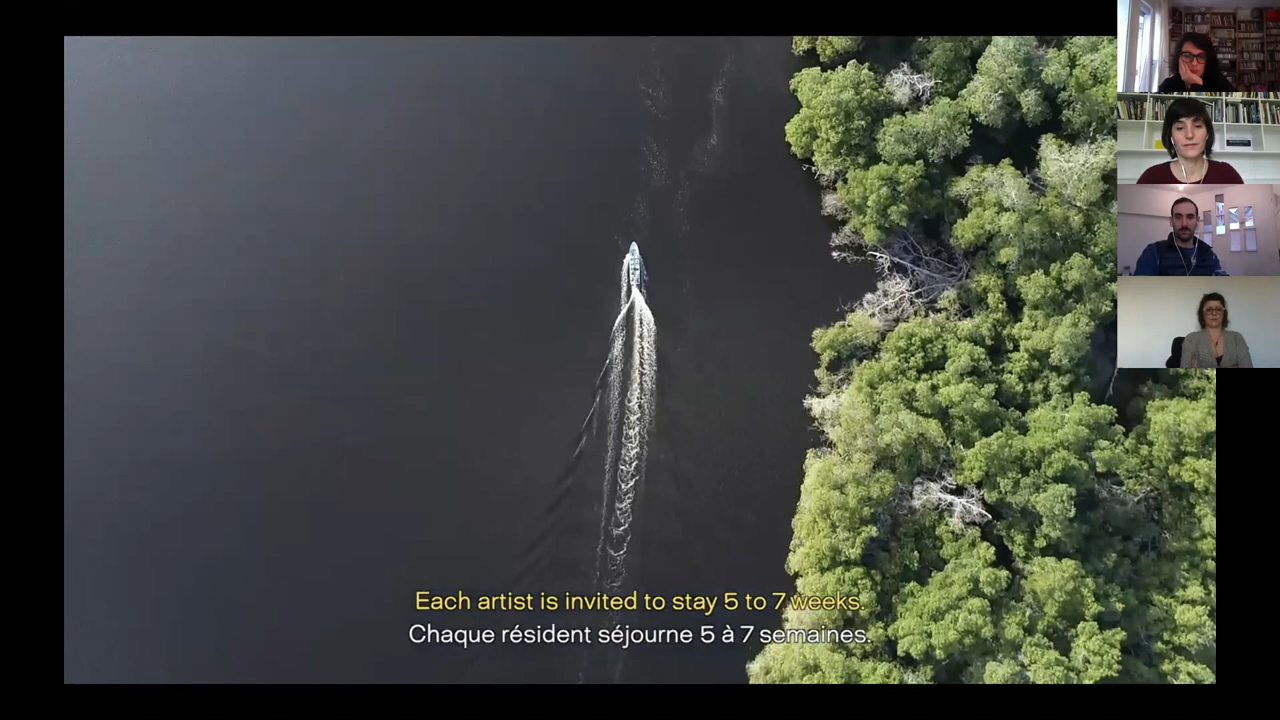 Each artist is invited to stay 5 to 7 weeks.
Chaque résident séjourne 5 à 7 semaines.